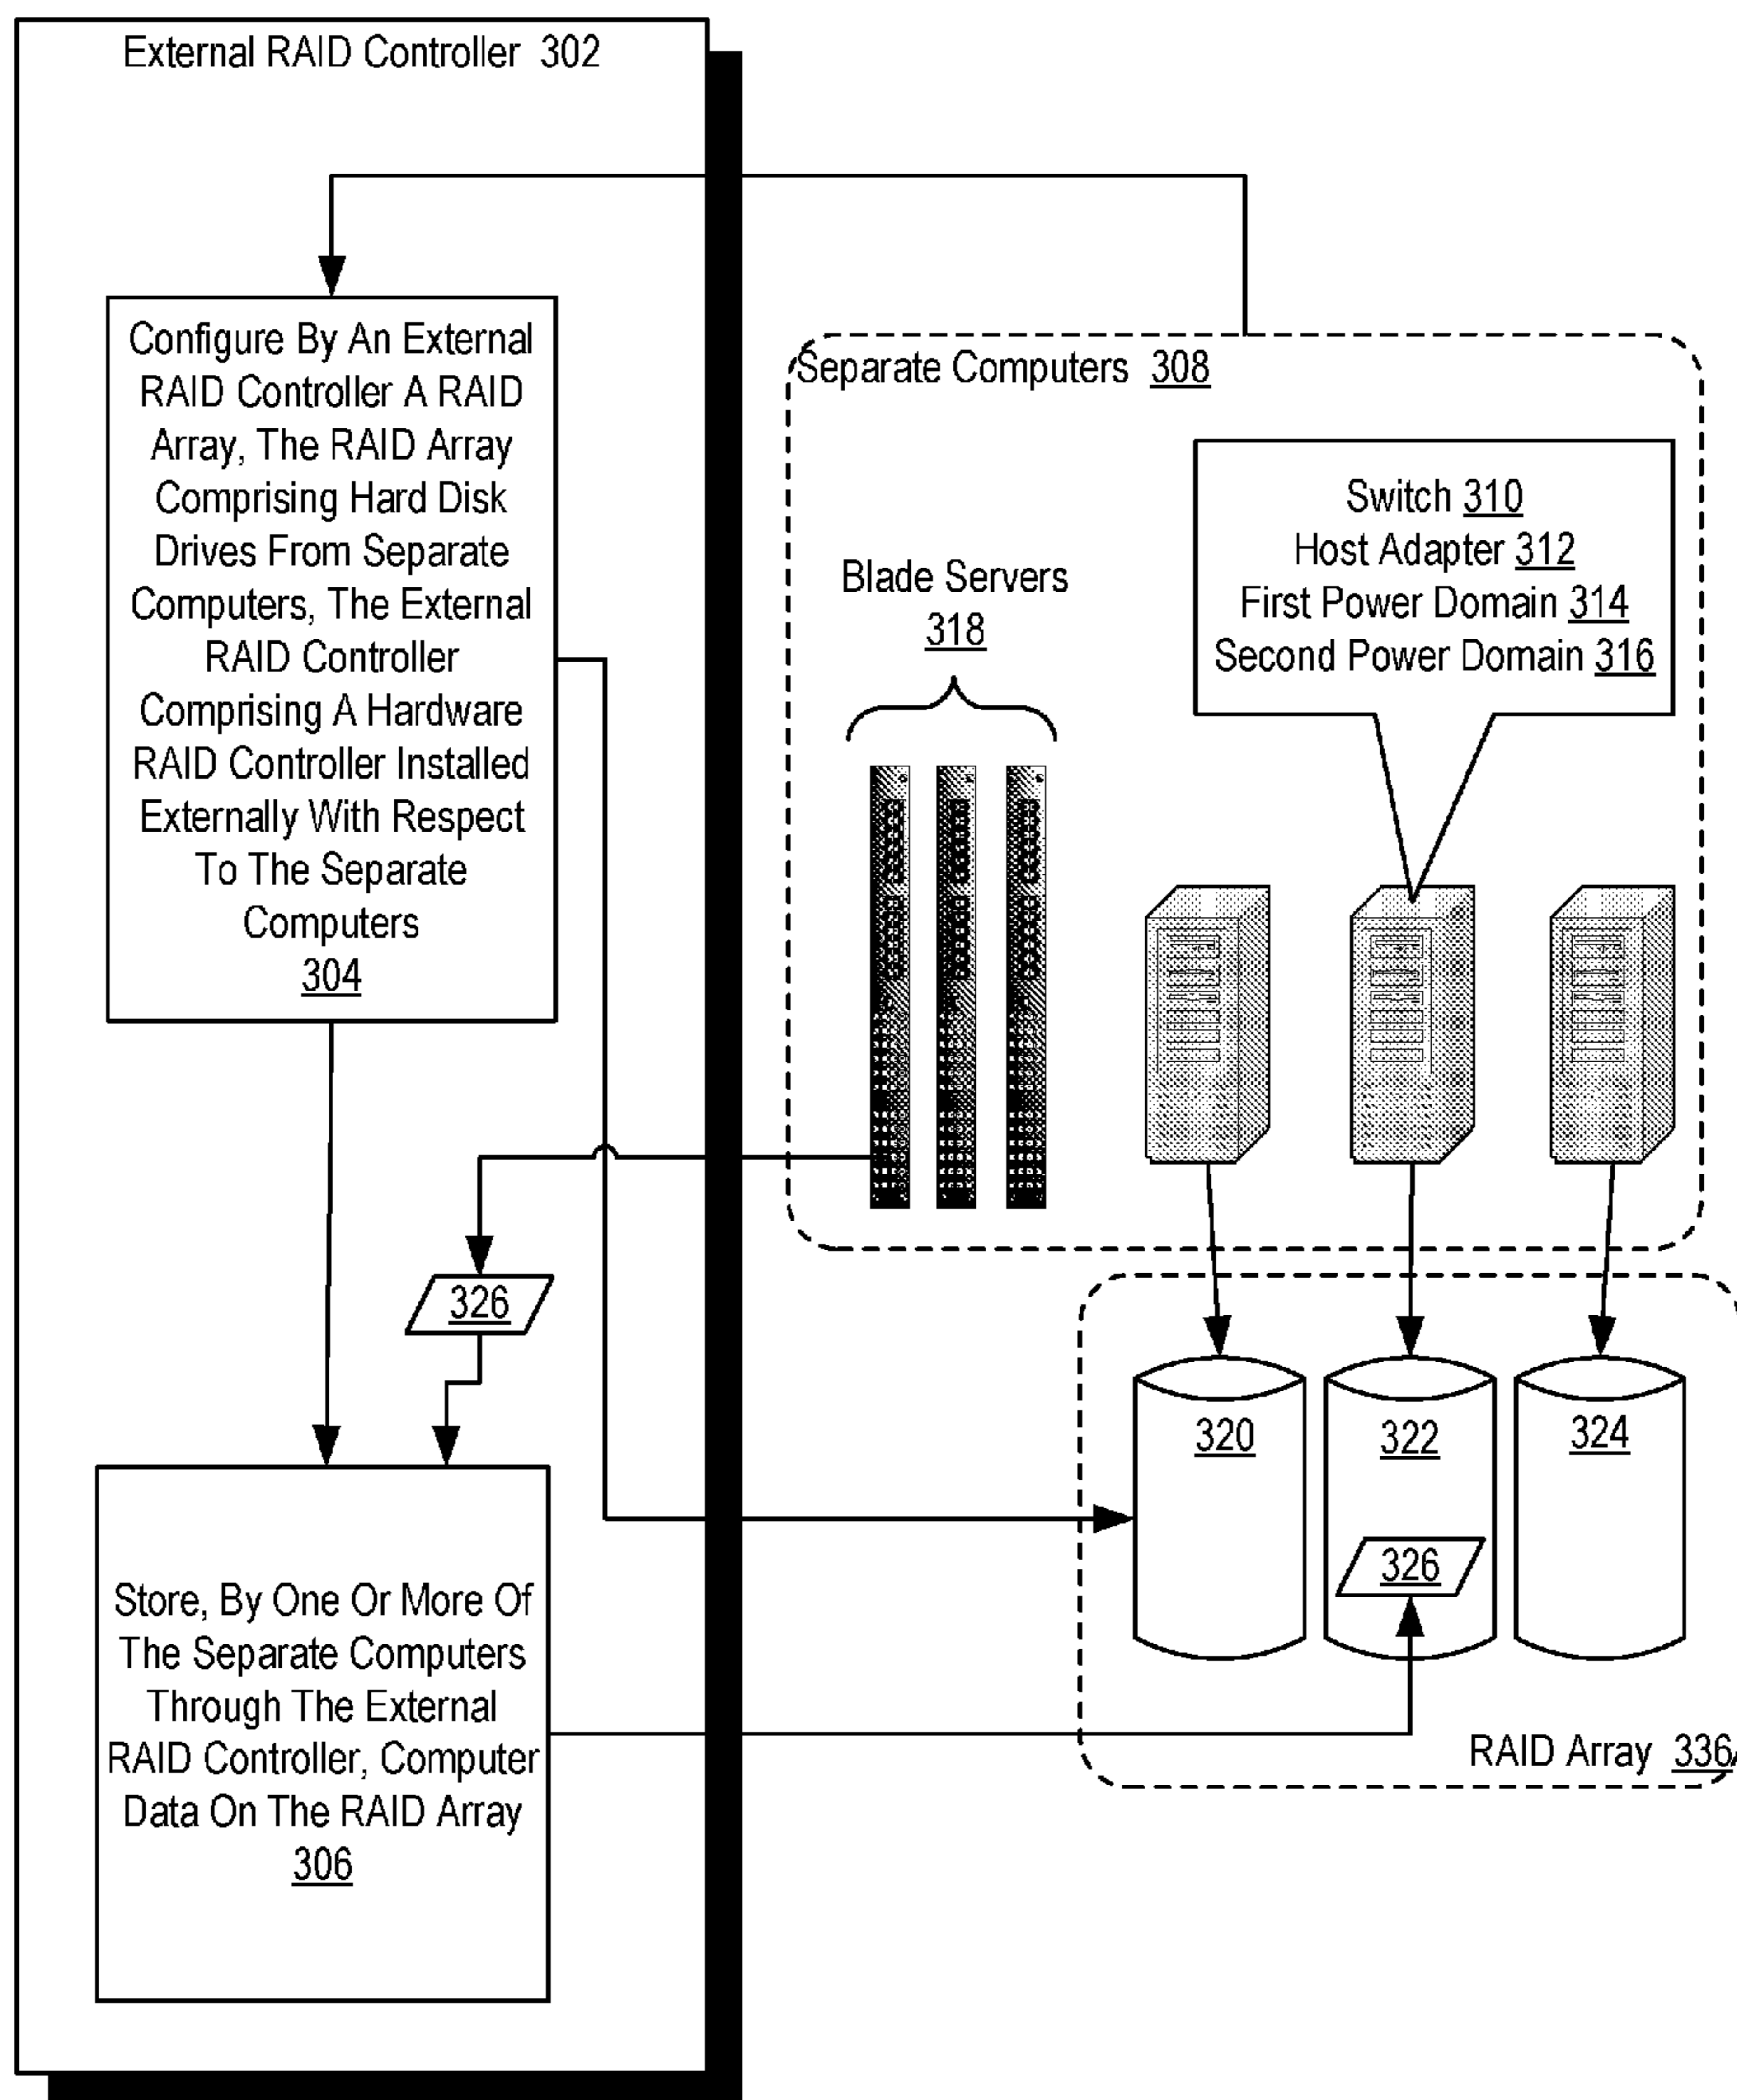 External RAID Controller 302
Configure By An External
RAID Controller A RAID
Array, The RAID Array
Comprising Hard Disk
Drives From Separate
Computers, The External
RAID Controller
Comprising A Hardware
RAID Controller Installed
Externally With Respect
To The Separate
Computers
304
Separate Computers 308
Switch 310
Host Adapter 312
First Power Domain 314
Second Power Domain 316
Blade Servers
318
326
320
322
324
326
Store, By One Or More Of
The Separate Computers
Through The External
RAID Controller, Computer
Data On The RAID Array
306
RAID Array 336